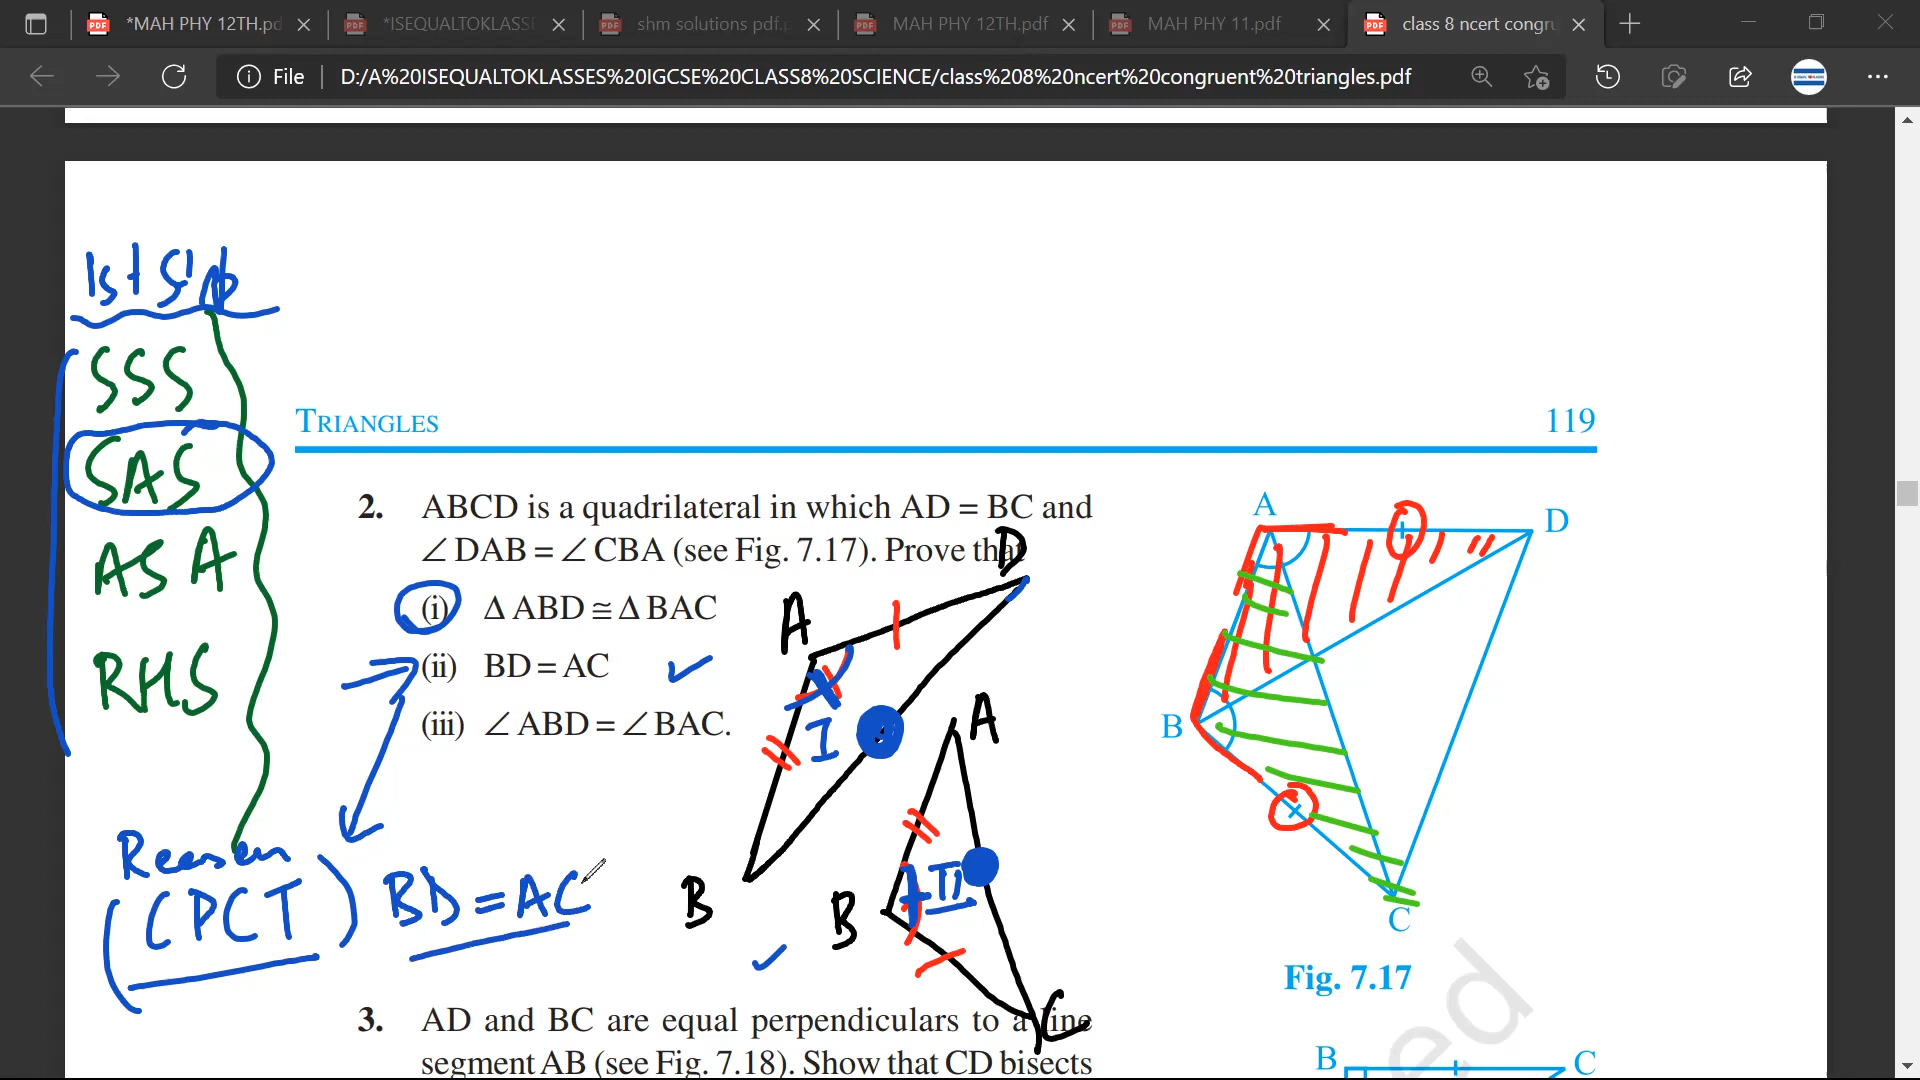 *MAH PHY 12TH.pd
*ISEQUALTOKLASSE
shm solutions pdf.p
MAH PHY 12TH.pdf
MAH PHY 11.pdf
class 8 ncert congru
File
D:/A%20ISEQUALTOKLASSES%20IGCSE%20CLASS8%20SCIENCE/class%208%20ncert%20congruent%20triangles.pdf
1st
SSS
SAS
ASA
RHS
Reason
(CPCT) BD = AC
TRIANGLES 119
2. ABCD is a quadrilateral in which AD = BC and
∠ DAB = ∠ CBA (see Fig. 7.17). Prove that
(i) Δ ABD ≅ Δ BAC
(ii) BD = AC
(iii) ∠ ABD = ∠ BAC.
D
A
I
B
A
II
B
C
A
D
B
C
Fig. 7.17
3. AD and BC are equal perpendiculars to a line
segment AB (see Fig. 7.18). Show that CD bisects
B C
ed